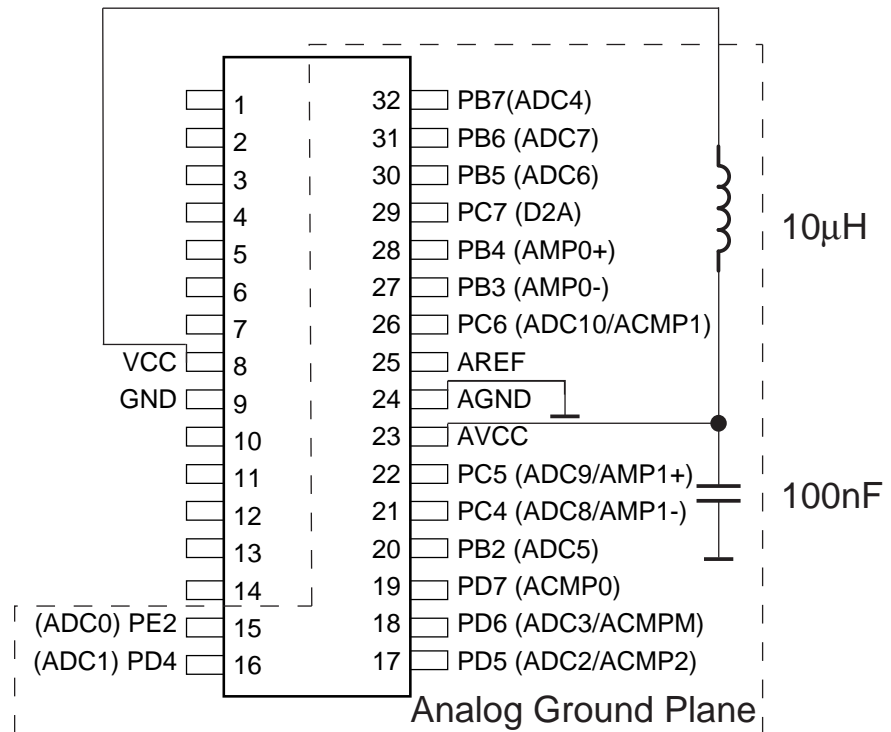 1 32 PB7(ADC4)
2 31 PB6 (ADC7)
3 30 PB5 (ADC6)
4 29 PC7 (D2A)
5 28 PB4 (AMP0+)
6 27 PB3 (AMP0-)
7 26 PC6 (ADC10/ACMP1)
VCC 8 25 AREF
GND 9 24 AGND
10 23 AVCC
11 22 PC5 (ADC9/AMP1+)
12 21 PC4 (ADC8/AMP1-)
13 20 PB2 (ADC5)
14 19 PD7 (ACMP0)
(ADC0) PE2 15 18 PD6 (ADC3/ACMPM)
(ADC1) PD4 16 17 PD5 (ADC2/ACMP2)
10μH
100nF
Analog Ground Plane